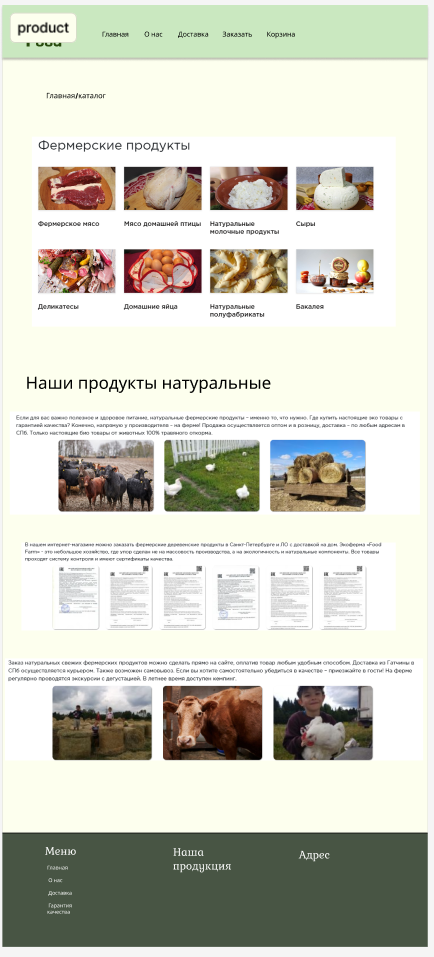 product
Food
Главная О нас Доставка Заказать Корзина
Главная/каталог
Фермерские продукты
Фермерское мясо Мясо домашней птицы Натуральные молочные продукты Сыры
Деликатесы Домашние яйца Натуральные полуфабрикаты Бакалея
Наши продукты натуральные
Если для вас важно полезное и здоровое питание, натуральные фермерские продукты – именно то, что нужно. Где купить настоящие эко товары с
гарантией качества? Конечно, напрямую у производителя – на ферме! Продажа осуществляется оптом и в розницу, доставка – по любым адресам в
СПб. Только настоящие био товары от животных 100% травяного откорма.
В нашем интернет-магазине можно заказать фермерские деревенские продукты в Санкт-Петербурге и ЛО с доставкой на дом. Экоферма «Food
Farm» – это небольшое хозяйство, где упор сделан не на массовость производства, а на экологичность и натуральные компоненты. Все товары
проходят систему контроля и имеют сертификаты качества.
Заказ натуральных свежих фермерских продуктов можно сделать прямо на сайте, оплатив товар любым удобным способом. Доставка из Гатчины в
СПб осуществляется курьером. Также возможен самовывоз. Если вы хотите самостоятельно убедиться в качестве – приезжайте в гости! На ферме
регулярно проводятся экскурсии с дегустацией. В летнее время доступен кемпинг.
Меню
Главная
О нас
Доставка
Гарантия
качества
Наша
продукция
Адрес